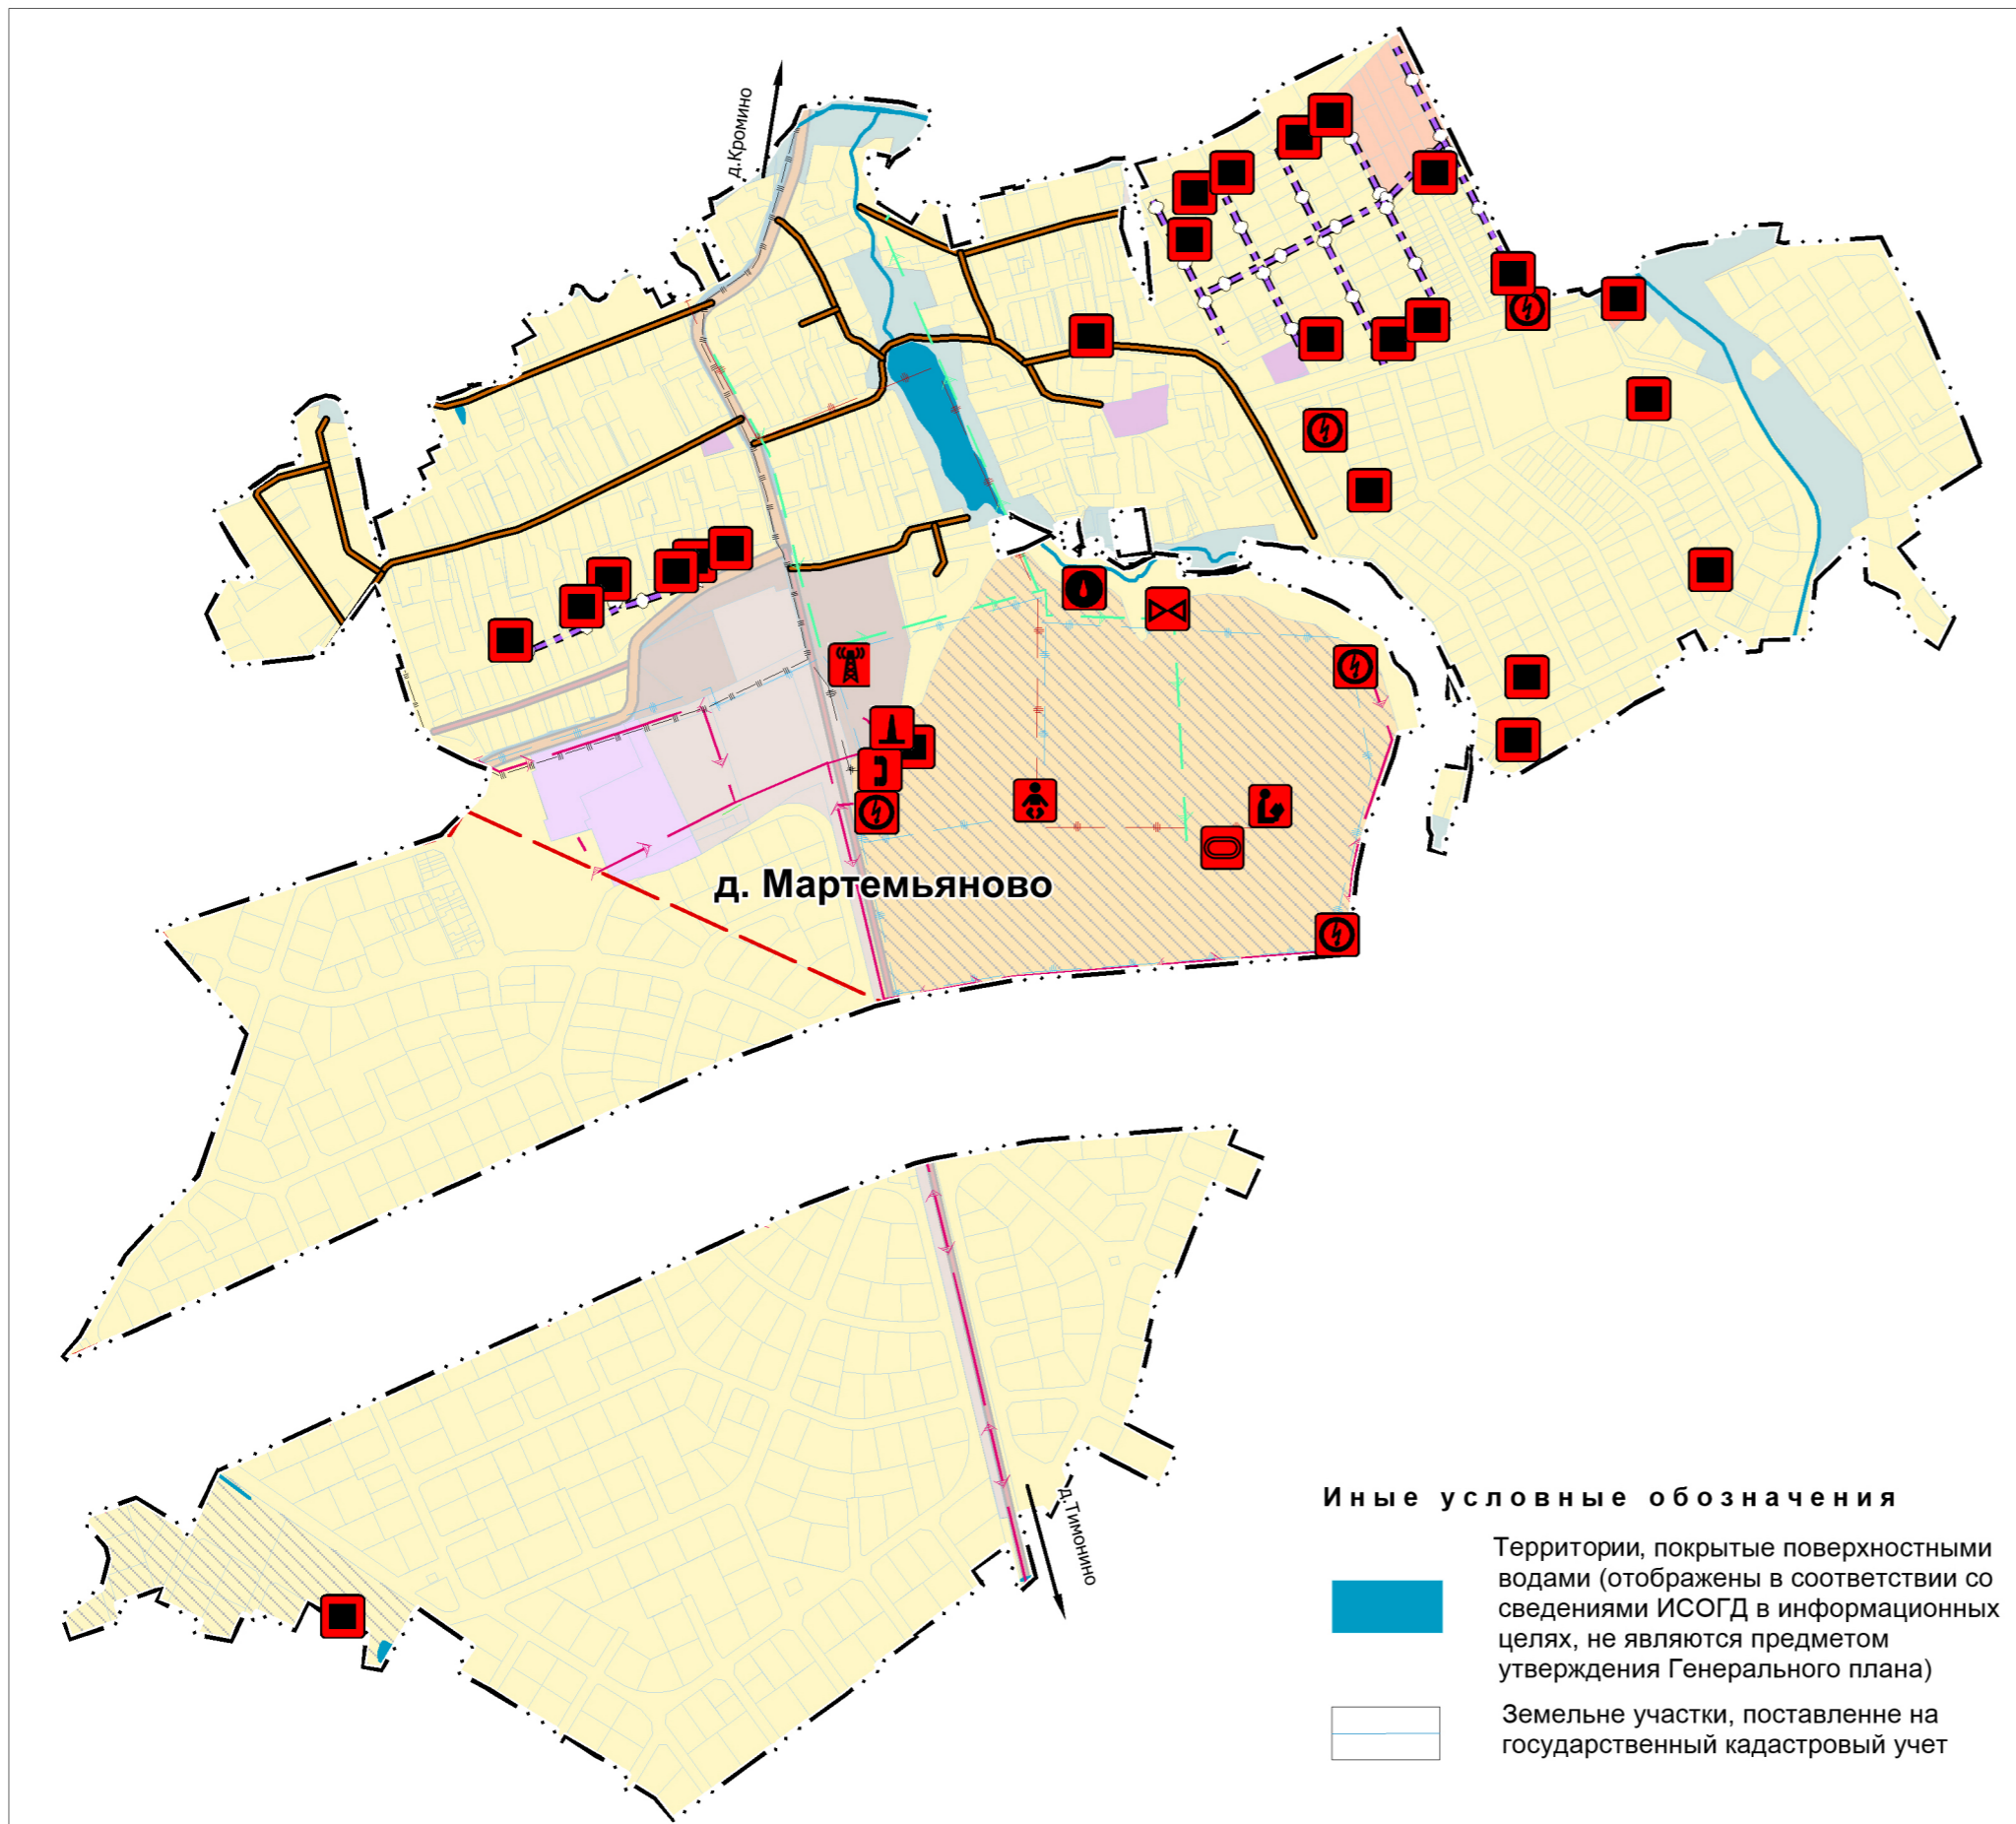 д.Кромино
д. Мартемьяново
д.Тимонино
Иные условные обозначения
Территории, покрытые поверхностными
водами (отображены в соответствии со
сведениями ИСОГД в информационных
целях, не являются предметом
утверждения Генерального плана)
Земельне участки, поставленне на
государственный кадастровый учет